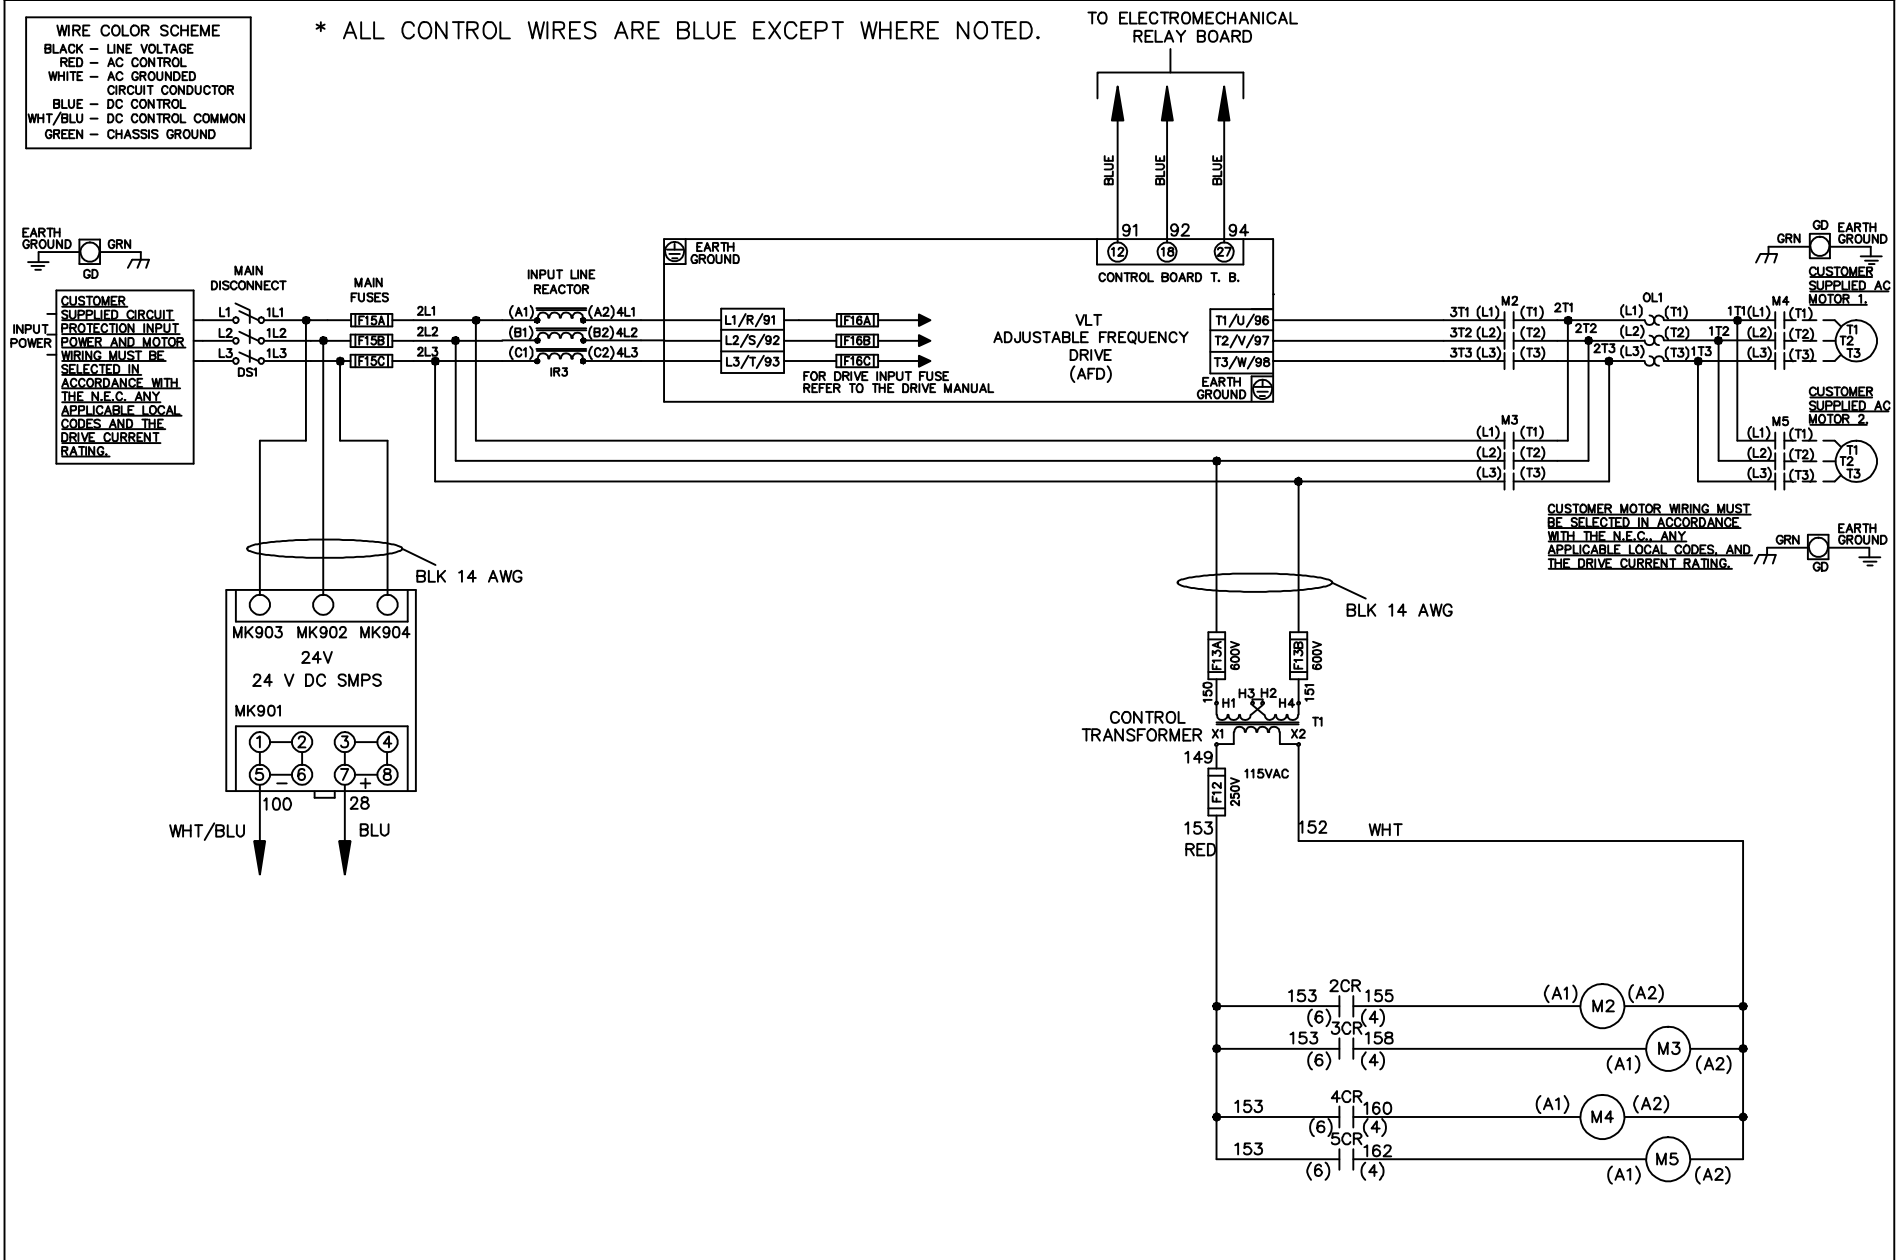 WIRE COLOR SCHEME
BLACK – LINE VOLTAGE
RED – AC CONTROL
WHITE – AC GROUNDED
CIRCUIT CONDUCTOR
BLUE – DC CONTROL
WHT/BLU – DC CONTROL COMMON
GREEN – CHASSIS GROUND
* ALL CONTROL WIRES ARE BLUE EXCEPT WHERE NOTED.
TO ELECTROMECHANICAL
RELAY BOARD
BLUE
BLUE
BLUE
91 92 94
12 18 27
CONTROL BOARD T. B.
EARTH
GROUND
GRN
GD
INPUT
POWER
CUSTOMER
SUPPLIED CIRCUIT
PROTECTION INPUT
POWER AND MOTOR
WIRING MUST BE
SELECTED IN
ACCORDANCE WITH
THE N.E.C. ANY
APPLICABLE LOCAL
CODES AND THE
DRIVE CURRENT
RATING.
MAIN
DISCONNECT
L1 1L1
L2 1L2
L3 1L3
DS1
MAIN
FUSES
F15A
F15B
F15C
2L1
2L2
2L3
INPUT LINE
REACTOR
(A1) (A2) 4L1
(B1) (B2) 4L2
(C1) (C2) 4L3
IR3
EARTH
GROUND
L1/R/91
L2/S/92
L3/T/93
F16A
F16B
F16C
FOR DRIVE INPUT FUSE
REFER TO THE DRIVE MANUAL
VLT
ADJUSTABLE FREQUENCY
DRIVE
(AFD)
T1/U/96
T2/V/97
T3/W/98
EARTH
GROUND
M2
3T1 (L1) (T1) 2T1
3T2 (L2) (T2) 2T2
3T3 (L3) (T3) 2T3
OL1
(L1) (T1) 1T1
(L2) (T2) 1T2
(L3) (T3) 1T3
M4
(L1) (T1)
(L2) (T2)
(L3) (T3)
T1
T2
T3
GD
GRN
EARTH
GROUND
CUSTOMER
SUPPLIED AC
MOTOR 1.
CUSTOMER
SUPPLIED AC
MOTOR 2.
M3
(L1) (T1)
(L2) (T2)
(L3) (T3)
M5
(L1) (T1)
(L2) (T2)
(L3) (T3)
T1
T2
T3
CUSTOMER MOTOR WIRING MUST
BE SELECTED IN ACCORDANCE
WITH THE N.E.C., ANY
APPLICABLE LOCAL CODES, AND
THE DRIVE CURRENT RATING.
GRN
GD
EARTH
GROUND
BLK 14 AWG
MK903 MK902 MK904
24V
24 V DC SMPS
MK901
1 2 3 4
5 6 7 8
– +
100 28
WHT/BLU BLU
BLK 14 AWG
F13A
600V
F13B
600V
150
151
H1 H3 H2 H4
T1
CONTROL
TRANSFORMER
X1 X2
149
115VAC
F12
250V
153
RED
152 WHT
2CR
153 155
(6) (4)
(A1) M2 (A2)
3CR
153 158
(6) (4)
(A1) M3 (A2)
4CR
153 160
(6) (4)
(A1) M4 (A2)
5CR
153 162
(6) (4)
(A1) M5 (A2)